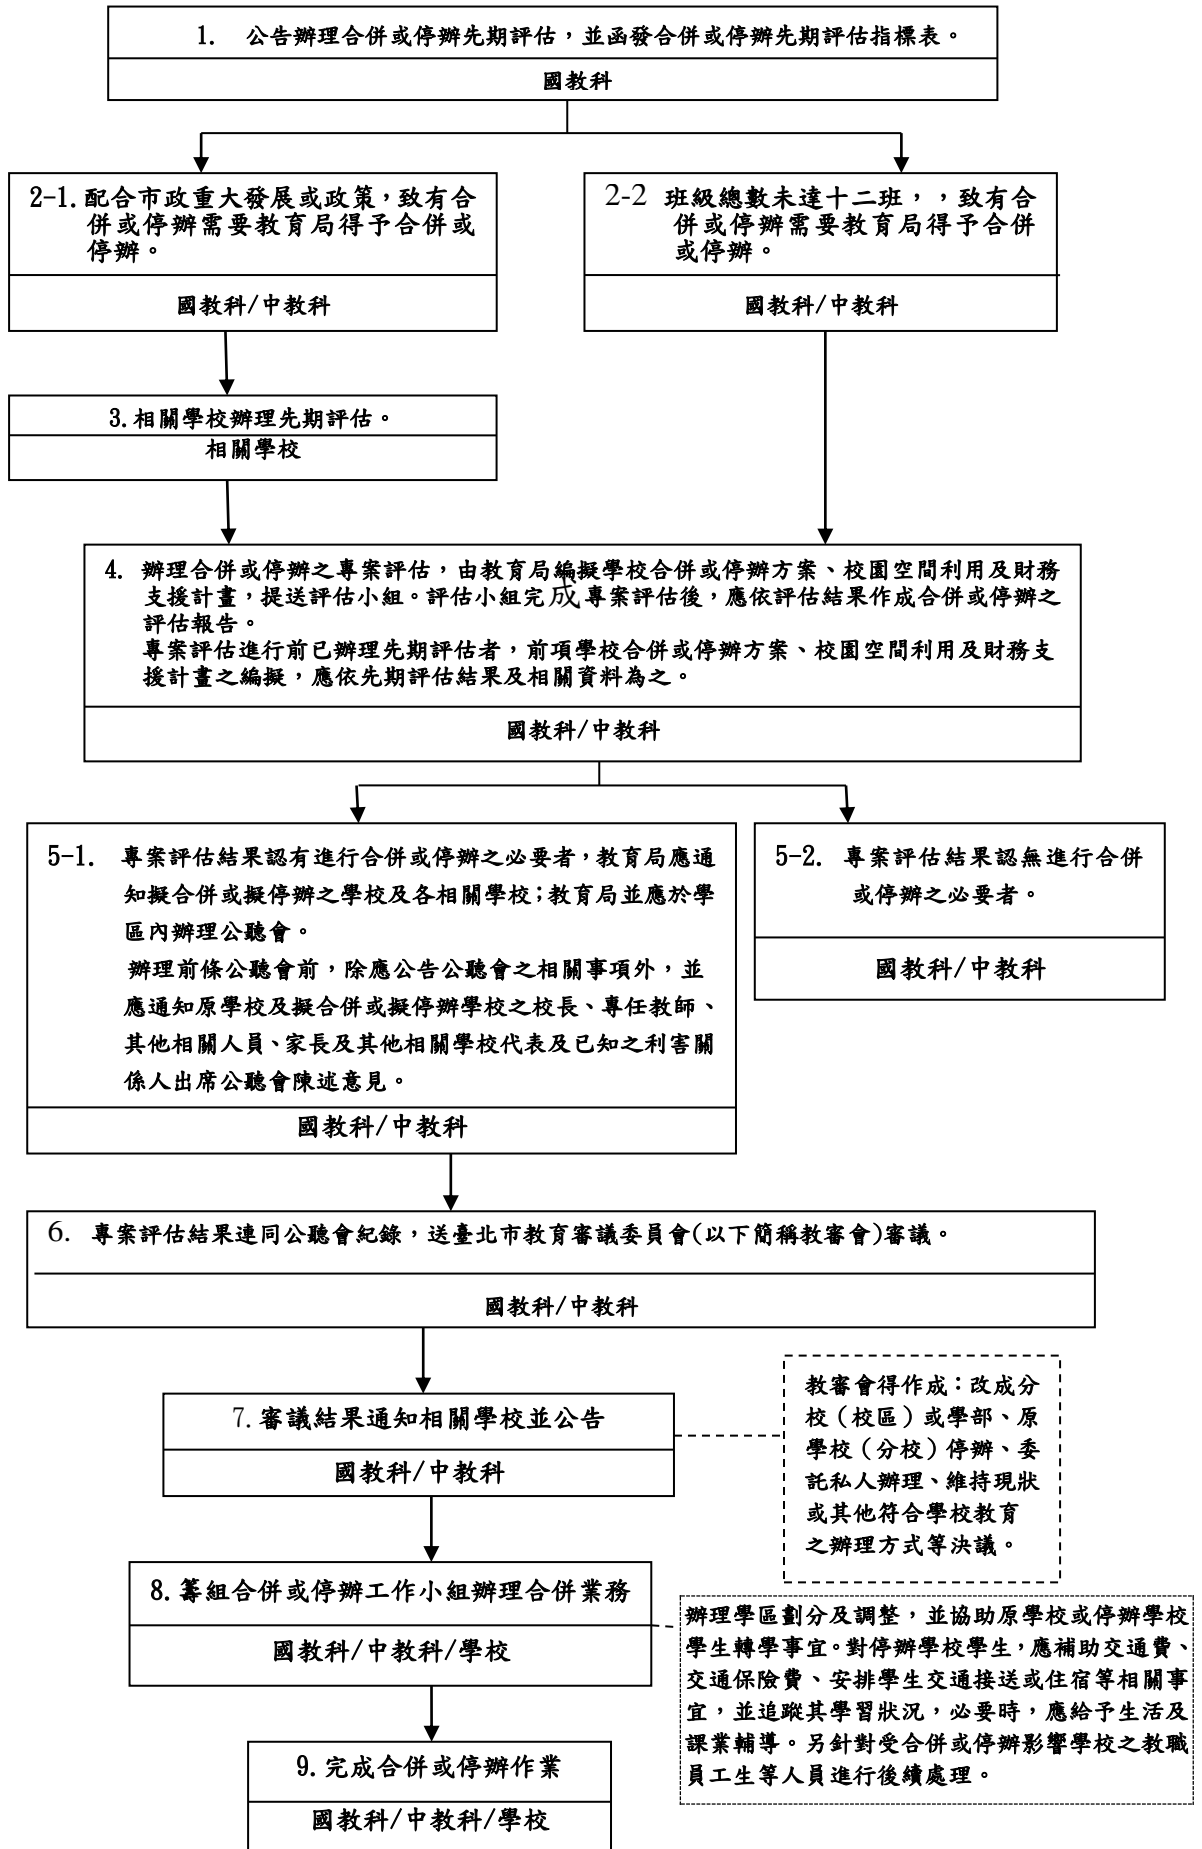 1. 公告辦理合併或停辦先期評估，並函發合併或停辦先期評估指標表。
國教科
2-1.配合市政重大發展或政策，致有合
併或停辦需要教育局得予合併或
停辦。
國教科/中教科
2-2 班級總數未達十二班，，致有合
併或停辦需要教育局得予合併
或停辦。
國教科/中教科
3.相關學校辦理先期評估。
相關學校
4. 辦理合併或停辦之專案評估，由教育局編擬學校合併或停辦方案、校園空間利用及財務
支援計畫，提送評估小組。評估小組完成專案評估後，應依評估結果作成合併或停辦之
評估報告。
專案評估進行前已辦理先期評估者，前項學校合併或停辦方案、校園空間利用及財務支
援計畫之編擬，應依先期評估結果及相關資料為之。
國教科/中教科
5-1. 專案評估結果認有進行合併或停辦之必要者，教育局應通
知擬合併或擬停辦之學校及各相關學校；教育局並應於學
區內辦理公聽會。
辦理前條公聽會前，除應公告公聽會之相關事項外，並
應通知原學校及擬合併或擬停辦學校之校長、專任教師、
其他相關人員、家長及其他相關學校代表及已知之利害關
係人出席公聽會陳述意見。
國教科/中教科
5-2. 專案評估結果認無進行合併
或停辦之必要者。
國教科/中教科
6. 專案評估結果連同公聽會紀錄，送臺北市教育審議委員會(以下簡稱教審會)審議。
國教科/中教科
7.審議結果通知相關學校並公告
國教科/中教科
教審會得作成：改成分
校（校區）或學部、原
學校（分校）停辦、委
託私人辦理、維持現狀
或其他符合學校教育
之辦理方式等決議。
8.籌組合併或停辦工作小組辦理合併業務
國教科/中教科/學校
辦理學區劃分及調整，並協助原學校或停辦學校
學生轉學事宜。對停辦學校學生，應補助交通費、
交通保險費、安排學生交通接送或住宿等相關事
宜，並追蹤其學習狀況，必要時，應給予生活及
課業輔導。另針對受合併或停辦影響學校之教職
員工生等人員進行後續處理。
9.完成合併或停辦作業
國教科/中教科/學校